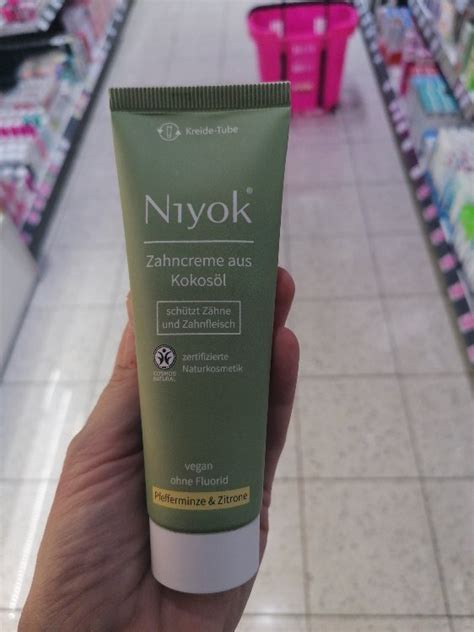 Kreide-Tube
Niyok®
Zahncreme aus
Kokosöl
schützt Zähne
und Zahnfleisch
COSMOS
NATURAL
zertifizierte
Naturkosmetik
vegan
ohne Fluorid
Pfefferminze & Zitrone